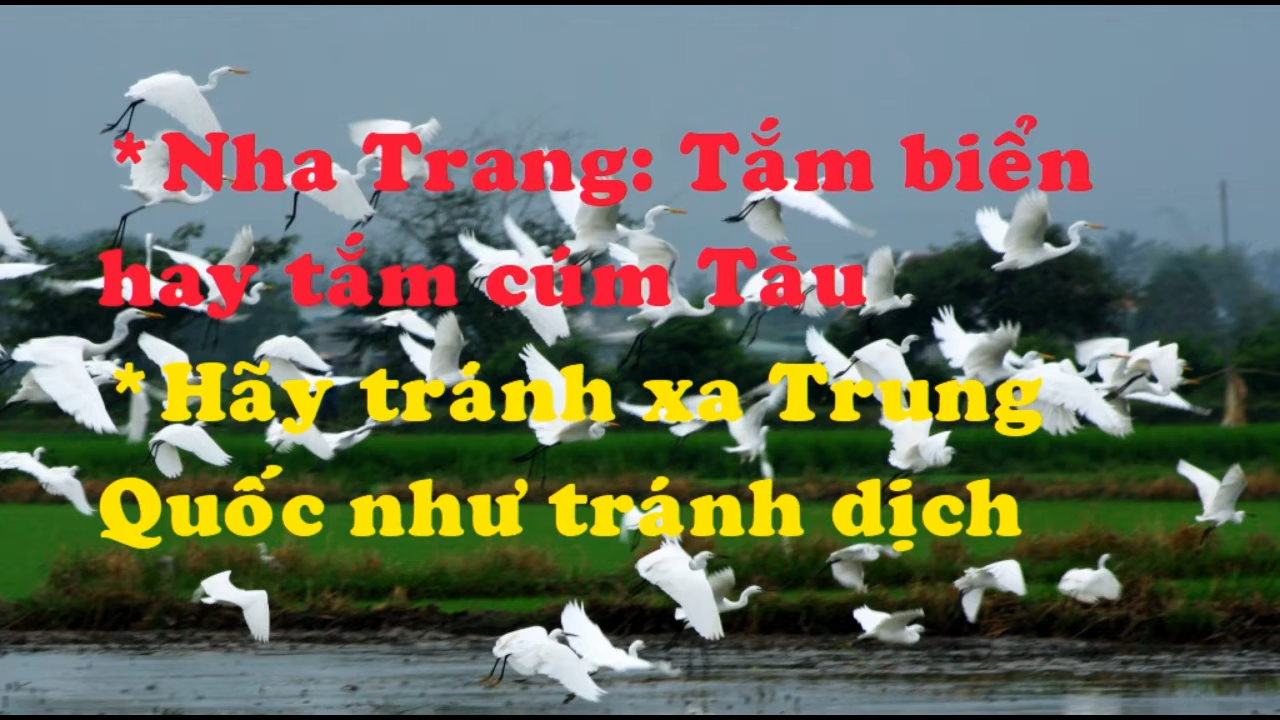 *Nha Trang: Tắm biển
hay tắm cúm Tàu
*Hãy tránh xa Trung
Quốc như tránh dịch